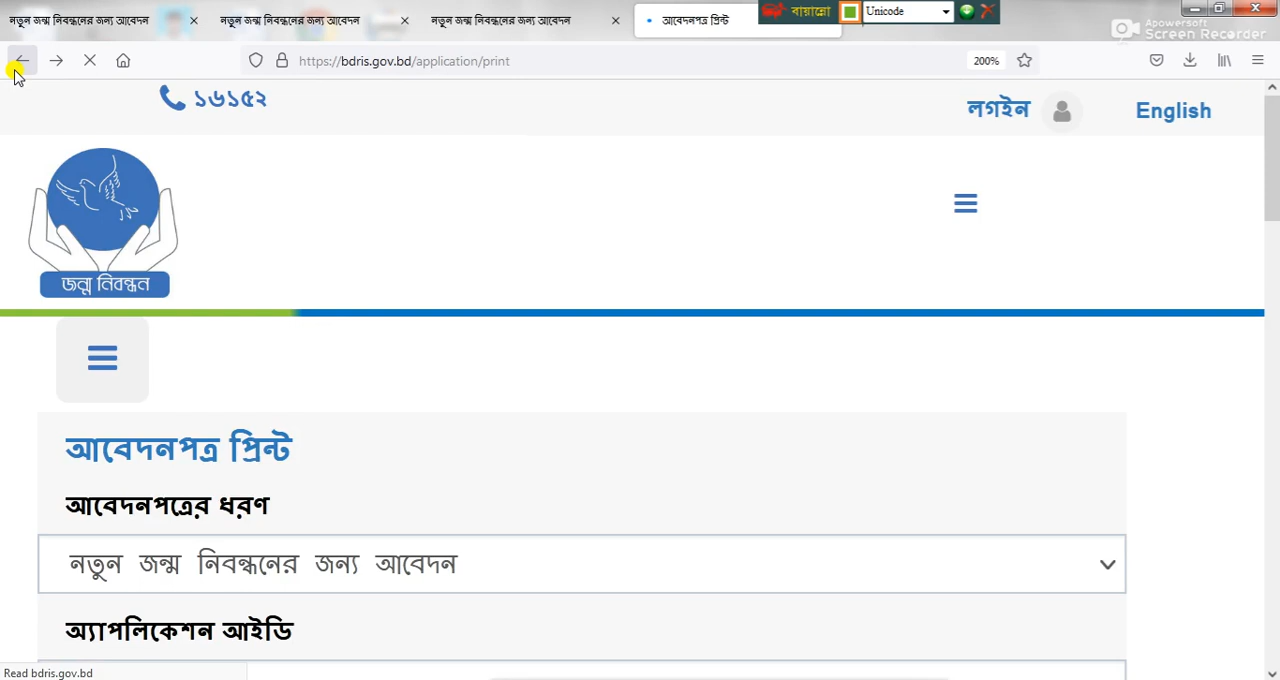 নতুন জন্ম নিবন্ধনের জন্য আবেদন
নতুন জন্ম নিবন্ধনের জন্য আবেদন
নতুন জন্ম নিবন্ধনের জন্য আবেদন
আবেদনপত্র প্রিন্ট
বায়ান্নো
Unicode
Apowersoft
Screen Recorder
https://bdris.gov.bd/application/print
200%
১৬১৫২
লগইন
English
জন্ম নিবন্ধন
আবেদনপত্র প্রিন্ট
আবেদনপত্রের ধরণ
নতুন জন্ম নিবন্ধনের জন্য আবেদন
অ্যাপলিকেশন আইডি
Read bdris.gov.bd